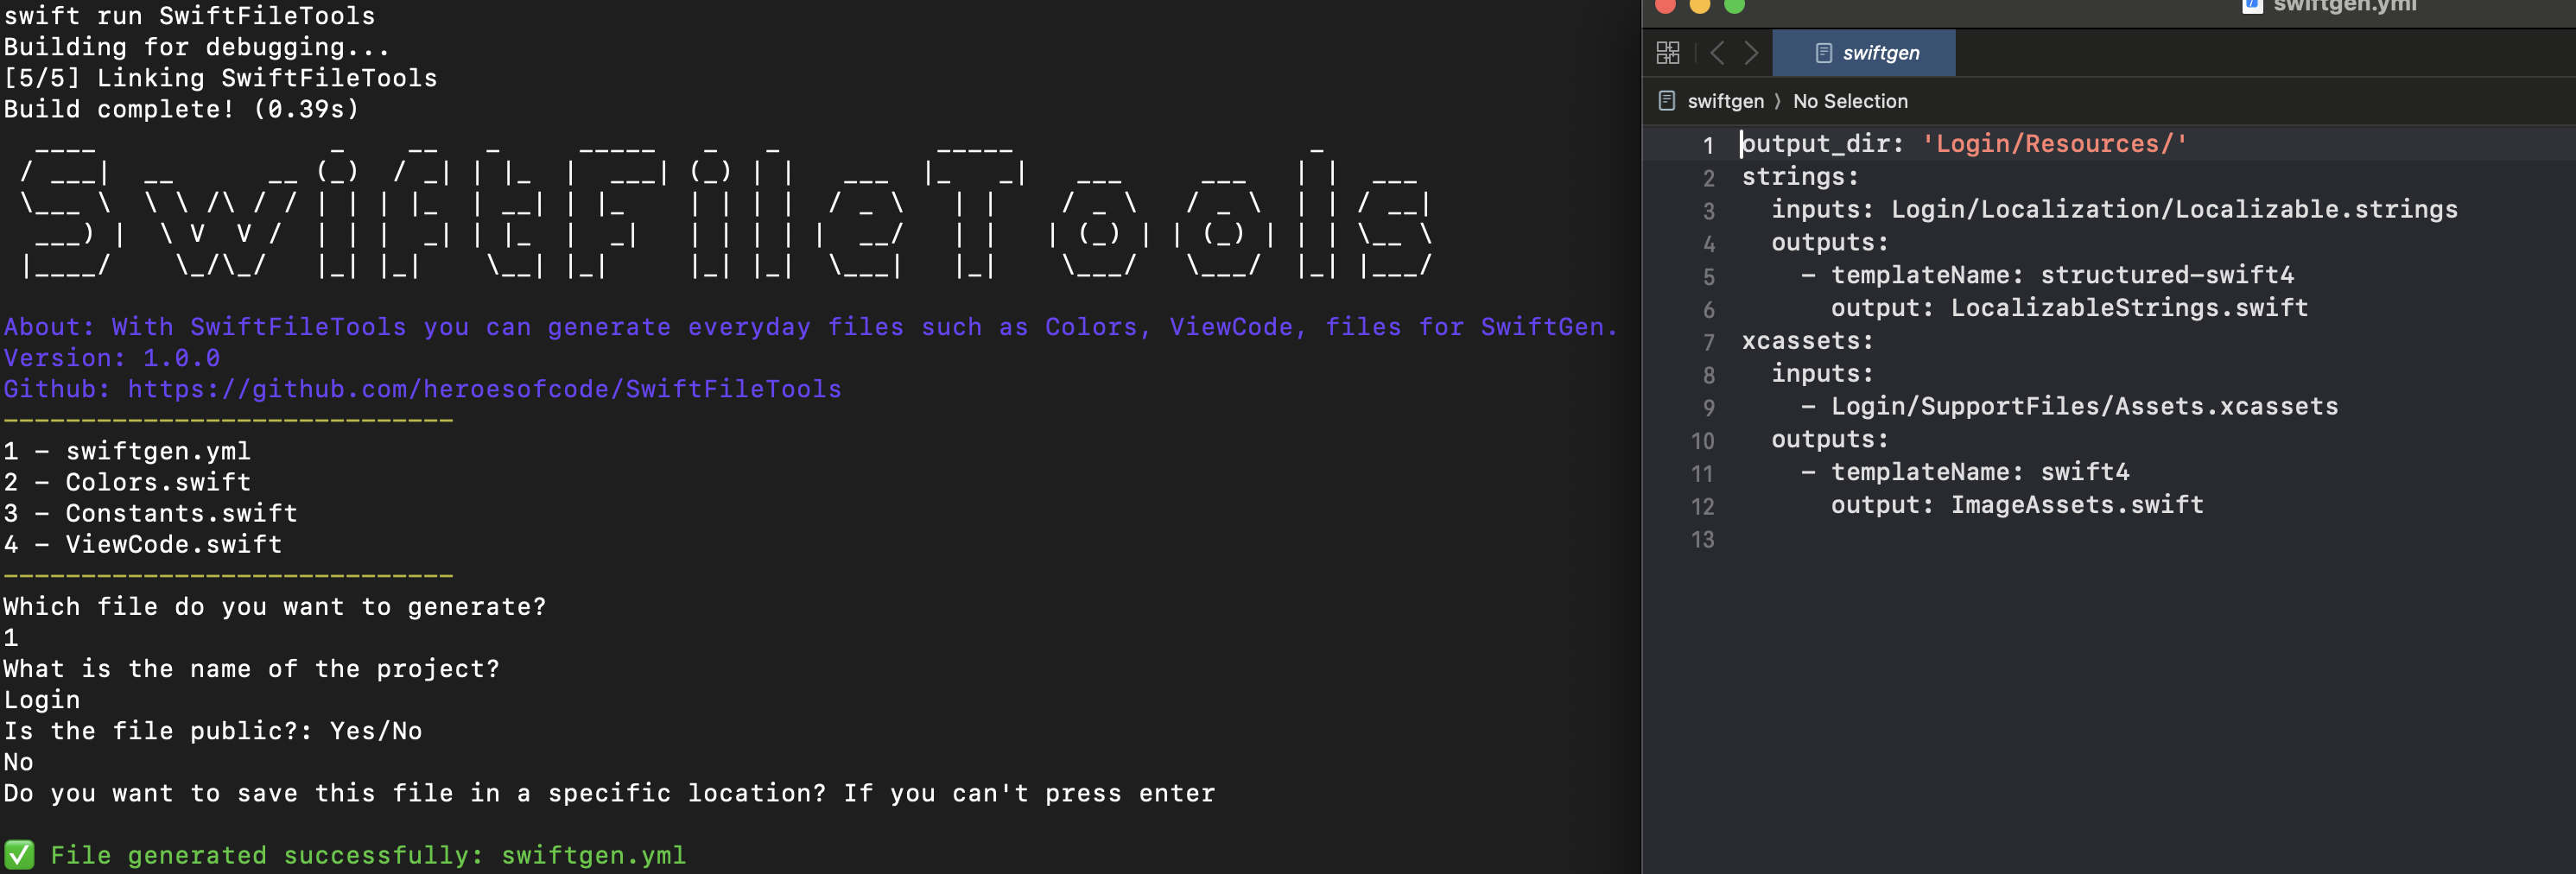 swift run SwiftFileTools
Building for debugging...
[5/5] Linking SwiftFileTools
Build complete! (0.39s)
SwiftFileTools
About: With SwiftFileTools you can generate everyday files such as Colors, ViewCode, files for SwiftGen.
Version: 1.0.0
Github: https://github.com/heroesofcode/SwiftFileTools
-----------------------------
1 - swiftgen.yml
2 - Colors.swift
3 - Constants.swift
4 - ViewCode.swift
-----------------------------
Which file do you want to generate?
1
What is the name of the project?
Login
Is the file public?: Yes/No
No
Do you want to save this file in a specific location? If you can't press enter
✅ File generated successfully: swiftgen.yml
swiftgen.yml
swiftgen
swiftgen 〉 No Selection
1 output_dir: 'Login/Resources/'
2 strings:
3   inputs: Login/Localization/Localizable.strings
4   outputs:
5     - templateName: structured-swift4
6       output: LocalizableStrings.swift
7 xcassets:
8   inputs:
9     - Login/SupportFiles/Assets.xcassets
10   outputs:
11     - templateName: swift4
12       output: ImageAssets.swift
13